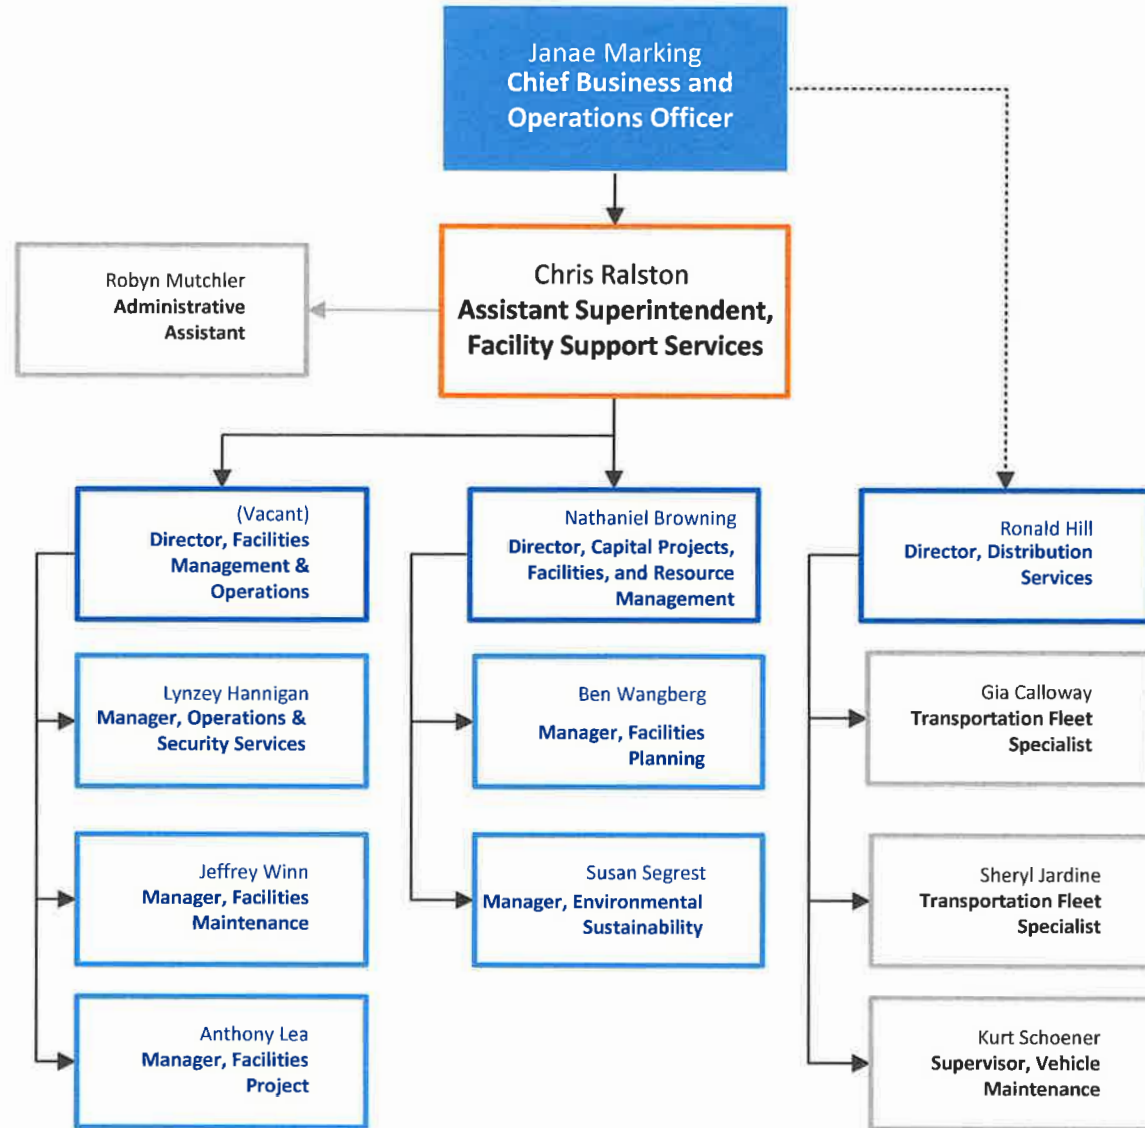 Janae Marking
Chief Business and
Operations Officer
Robyn Mutchler
Administrative
Assistant
Chris Ralston
Assistant Superintendent,
Facility Support Services
(Vacant)
Director, Facilities
Management &
Operations
Nathaniel Browning
Director, Capital Projects,
Facilities, and Resource
Management
Ronald Hill
Director, Distribution
Services
Lynzey Hannigan
Manager, Operations &
Security Services
Ben Wangberg
Manager, Facilities
Planning
Gia Calloway
Transportation Fleet
Specialist
Jeffrey Winn
Manager, Facilities
Maintenance
Susan Segrest
Manager, Environmental
Sustainability
Sheryl Jardine
Transportation Fleet
Specialist
Anthony Lea
Manager, Facilities
Project
Kurt Schoener
Supervisor, Vehicle
Maintenance